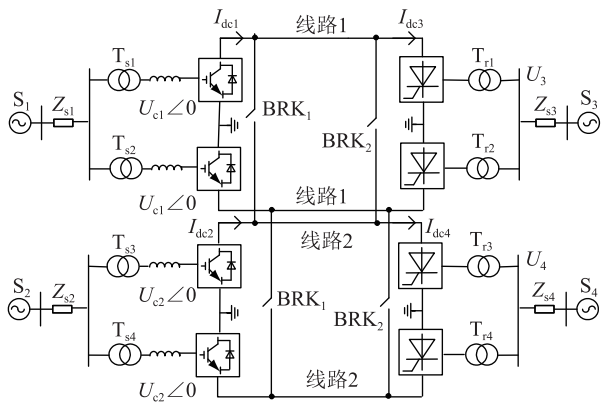 I_dc1 线路1 I_dc3
T_s1 T_r1 U_3
S_1 Z_s1 U_c1∠0 BRK_1 Z_s3 S_3
T_s2 BRK_2 T_r2
U_c1∠0 线路1
I_dc2 线路2 I_dc4
T_s3 T_r3 U_4
S_2 Z_s2 U_c2∠0 BRK_1 Z_s4 S_4
T_s4 BRK_2 T_r4
U_c2∠0 线路2